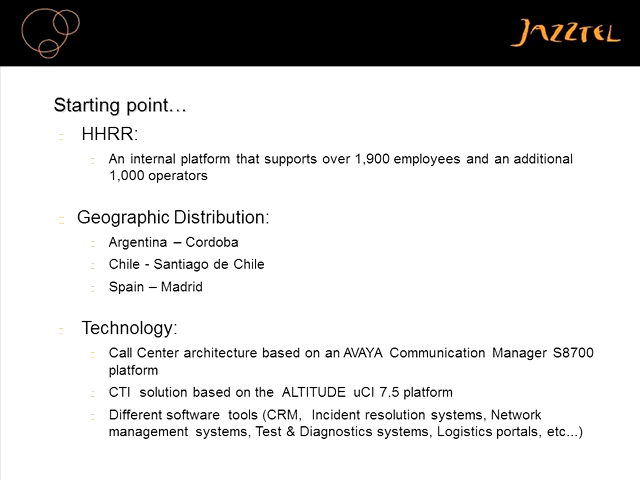 JAZZTEL
Starting point…
HHRR:
An internal platform that supports over 1,900 employees and an additional
1,000 operators
Geographic Distribution:
Argentina – Cordoba
Chile - Santiago de Chile
Spain – Madrid
Technology:
Call Center architecture based on an AVAYA Communication Manager S8700
platform
CTI solution based on the ALTITUDE uCI 7.5 platform
Different software tools (CRM, Incident resolution systems, Network
management systems, Test & Diagnostics systems, Logistics portals, etc...)